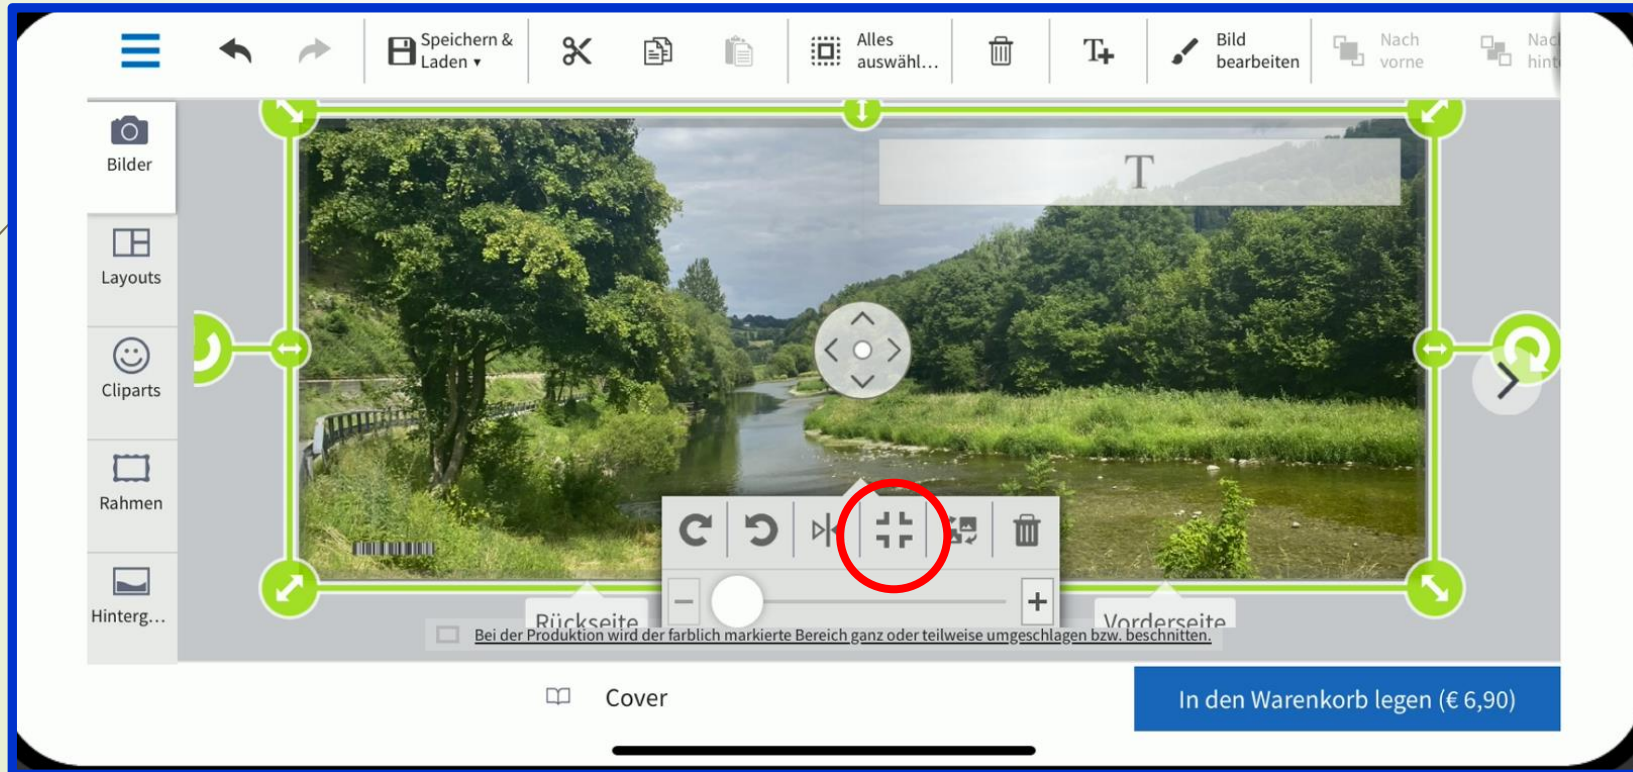 Speichern &
Laden
Alles
auswähl...
Bild
bearbeiten
Nach
vorne
Bilder
T
Layouts
Cliparts
Rahmen
Hinterg...
Rückseite
Vorderseite
Bei der Produktion wird der farblich markierte Bereich ganz oder teilweise umgeschlagen bzw. beschnitten.
Cover
In den Warenkorb legen (€ 6,90)